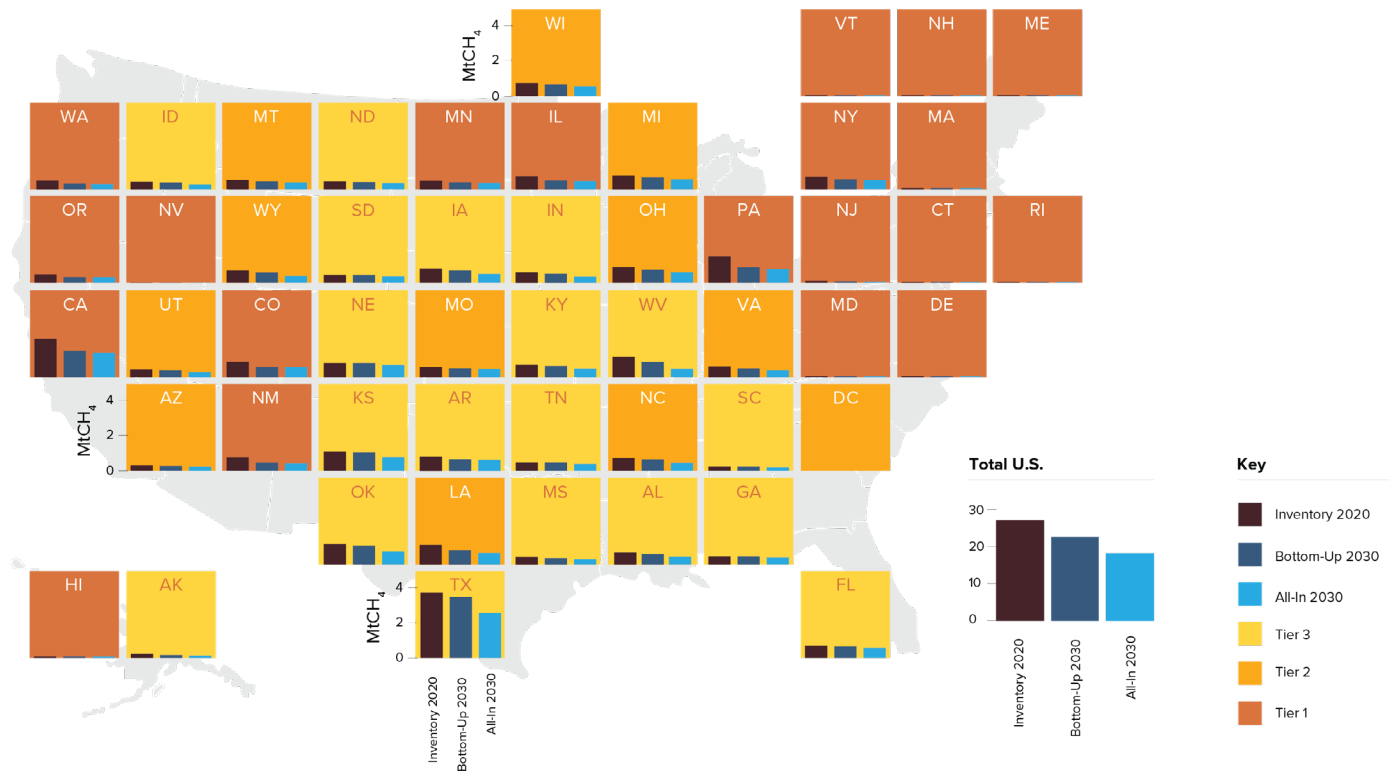 4
2
0
MtCH₄
WI
VT
NH
ME
WA
ID
MT
ND
MN
IL
MI
NY
MA
OR
NV
WY
SD
IA
IN
OH
PA
NJ
CT
RI
CA
UT
CO
NE
MO
KY
WV
VA
MD
DE
4
2
0
MtCH₄
AZ
NM
KS
AR
TN
NC
SC
DC
OK
LA
MS
AL
GA
HI
AK
4
2
0
MtCH₄
TX
FL
Inventory 2020
Bottom-Up 2030
All-In 2030
Total U.S.
30
20
10
0
Inventory 2020
Bottom-Up 2030
All-In 2030
Key
Inventory 2020
Bottom-Up 2030
All-In 2030
Tier 3
Tier 2
Tier 1